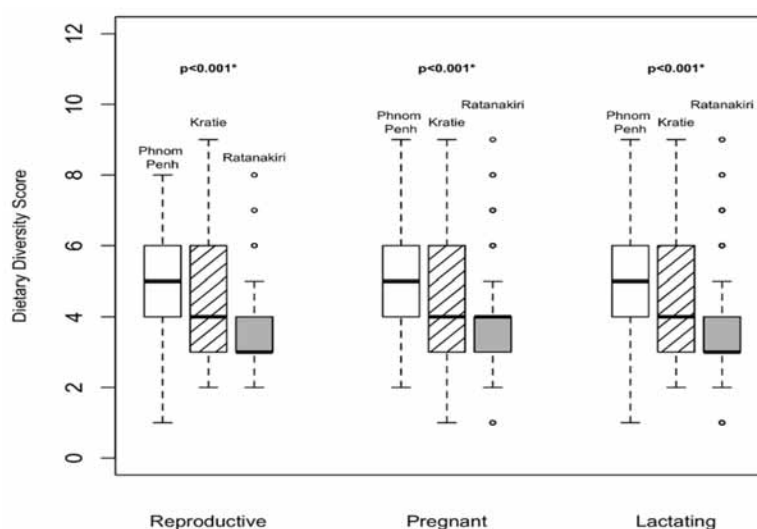 Dietary Diversity Score
12
10
8
6
4
2
0
p<0.001*
Phnom
Penh
Kratie
Ratanakiri
p<0.001*
Phnom
Penh
Kratie
Ratanakiri
p<0.001*
Phnom
Penh
Kratie
Ratanakiri
Reproductive
Pregnant
Lactating